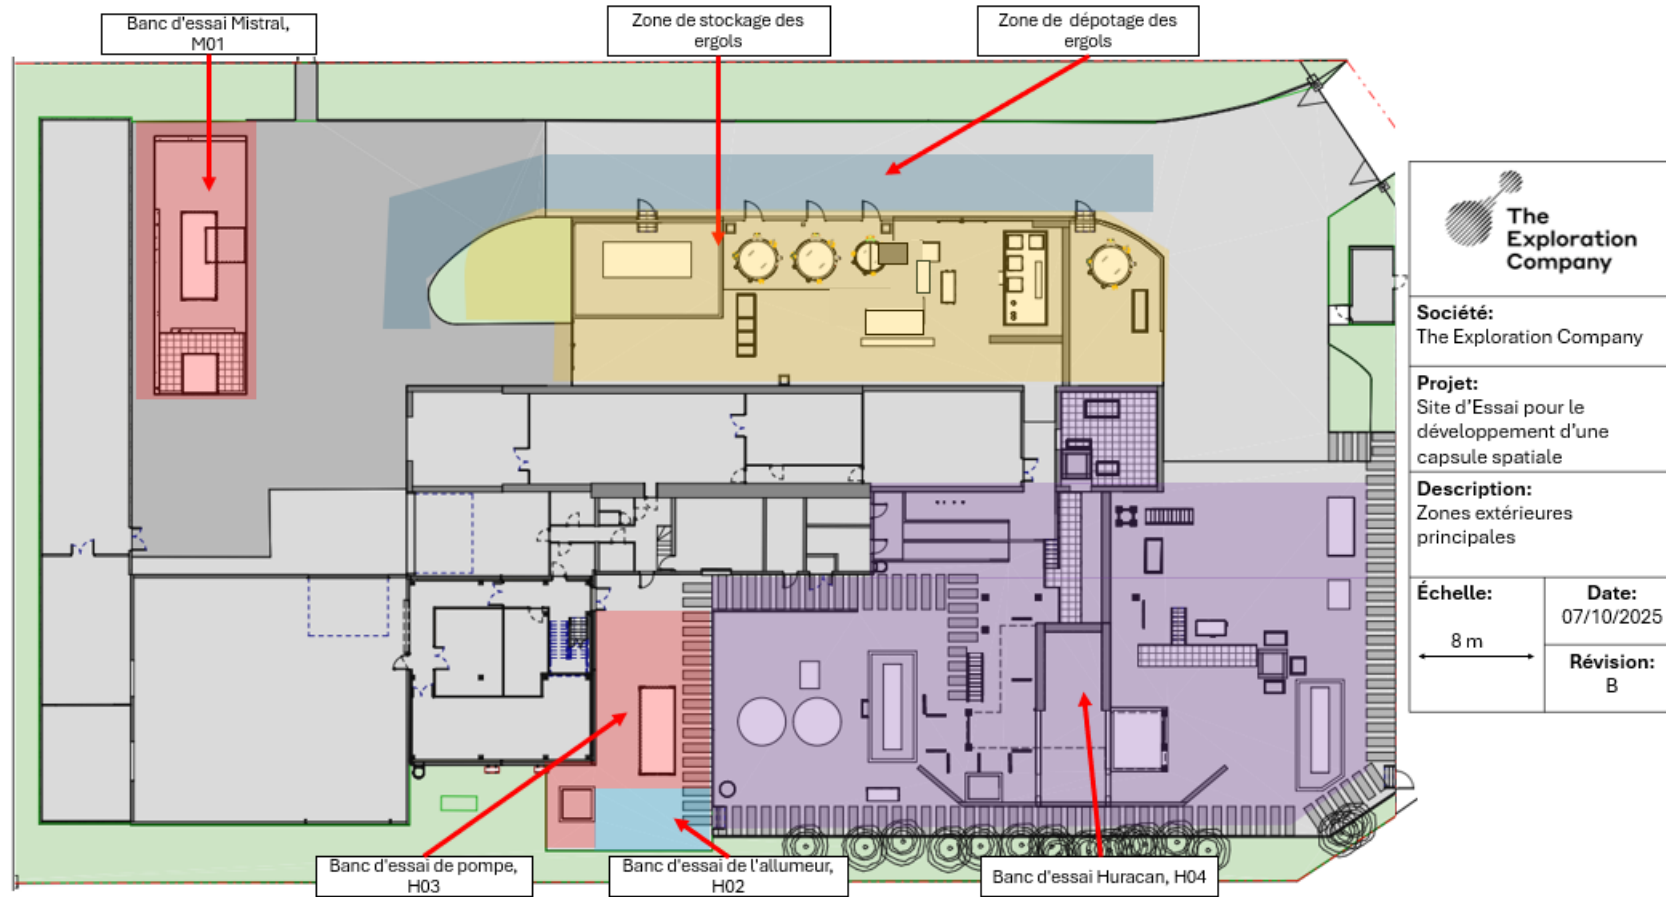 Banc d'essai Mistral,
M01
Zone de stockage des
ergols
Zone de dépotage des
ergols
The
Exploration
Company
Société:
The Exploration Company
Projet:
Site d'Essai pour le
développement d'une
capsule spatiale
Description:
Zones extérieures
principales
Échelle:
8 m
Date:
07/10/2025
Révision:
B
Banc d'essai de pompe,
H03
Banc d'essai de l'allumeur,
H02
Banc d'essai Huracan, H04